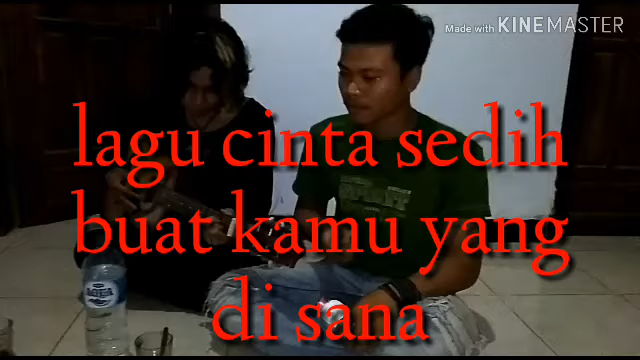 Made with KINEMASTER
lagu cinta sedih
buat kamu yang
di sana